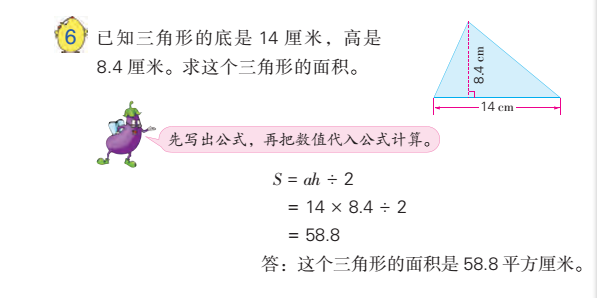 6 已知三角形的底是 14 厘米，高是
8.4 厘米。求这个三角形的面积。
8.4 cm
14 cm
先写出公式，再把数值代入公式计算。
S = ah ÷ 2
= 14 × 8.4 ÷ 2
= 58.8
答：这个三角形的面积是 58.8 平方厘米。